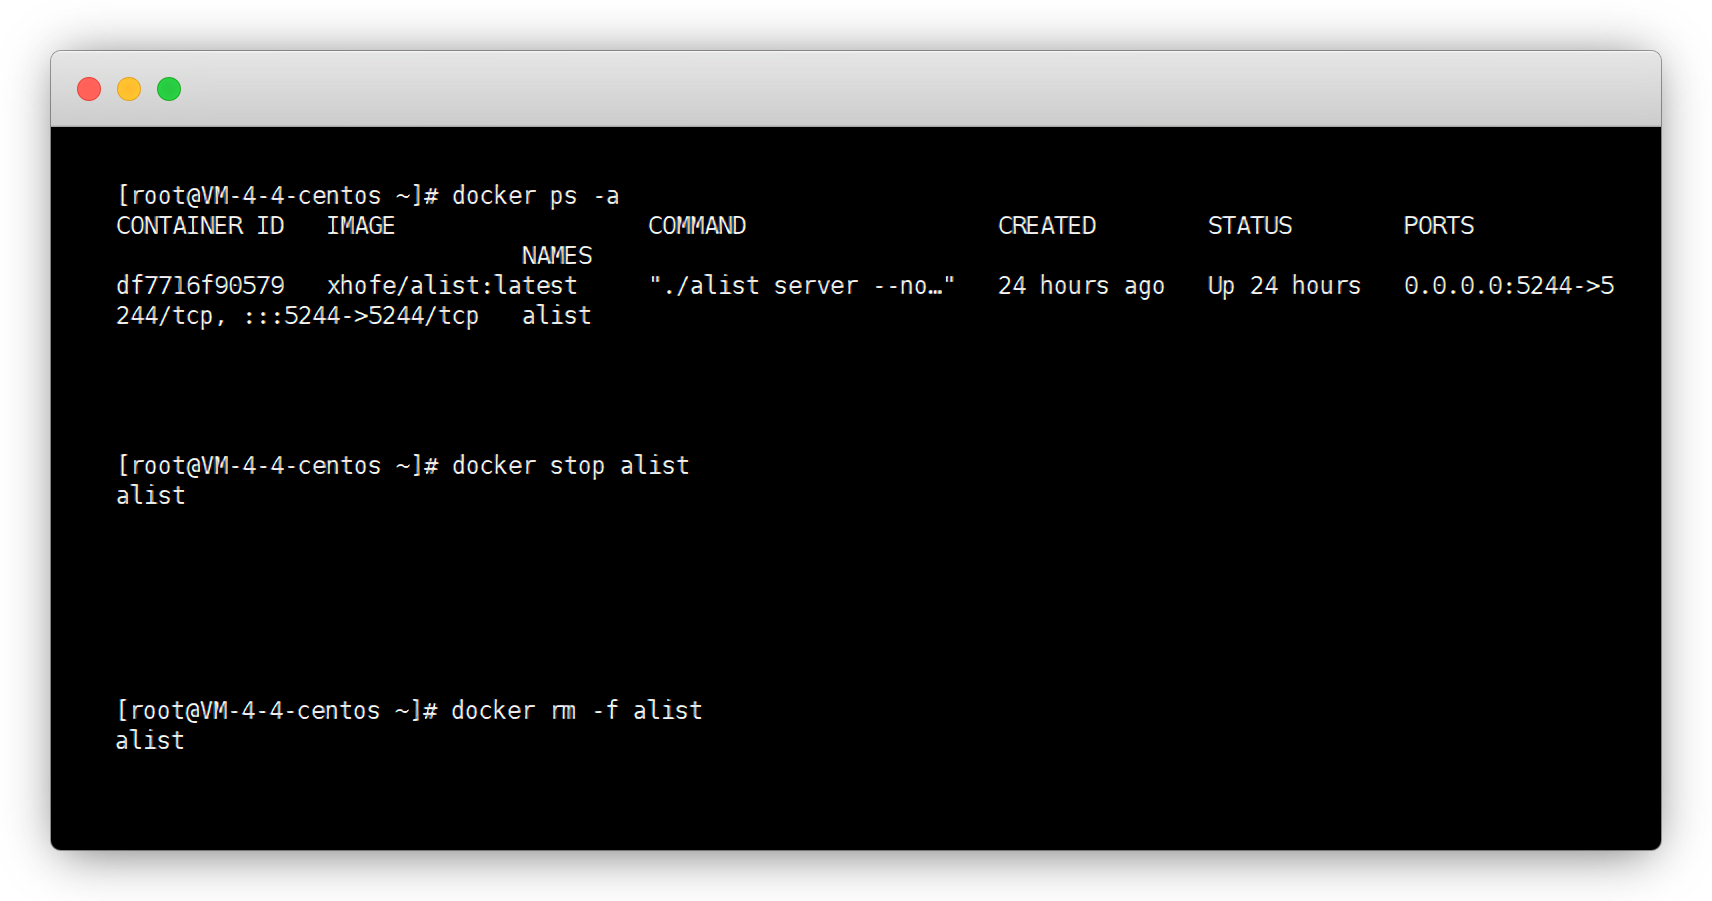 [root@VM-4-4-centos ~]# docker ps -a
CONTAINER ID   IMAGE                  COMMAND                  CREATED        STATUS        PORTS
                             NAMES
df7716f90579   xhofe/alist:latest     "./alist server --no…"   24 hours ago   Up 24 hours   0.0.0.0:5244->5
244/tcp, :::5244->5244/tcp   alist
[root@VM-4-4-centos ~]# docker stop alist
alist
[root@VM-4-4-centos ~]# docker rm -f alist
alist